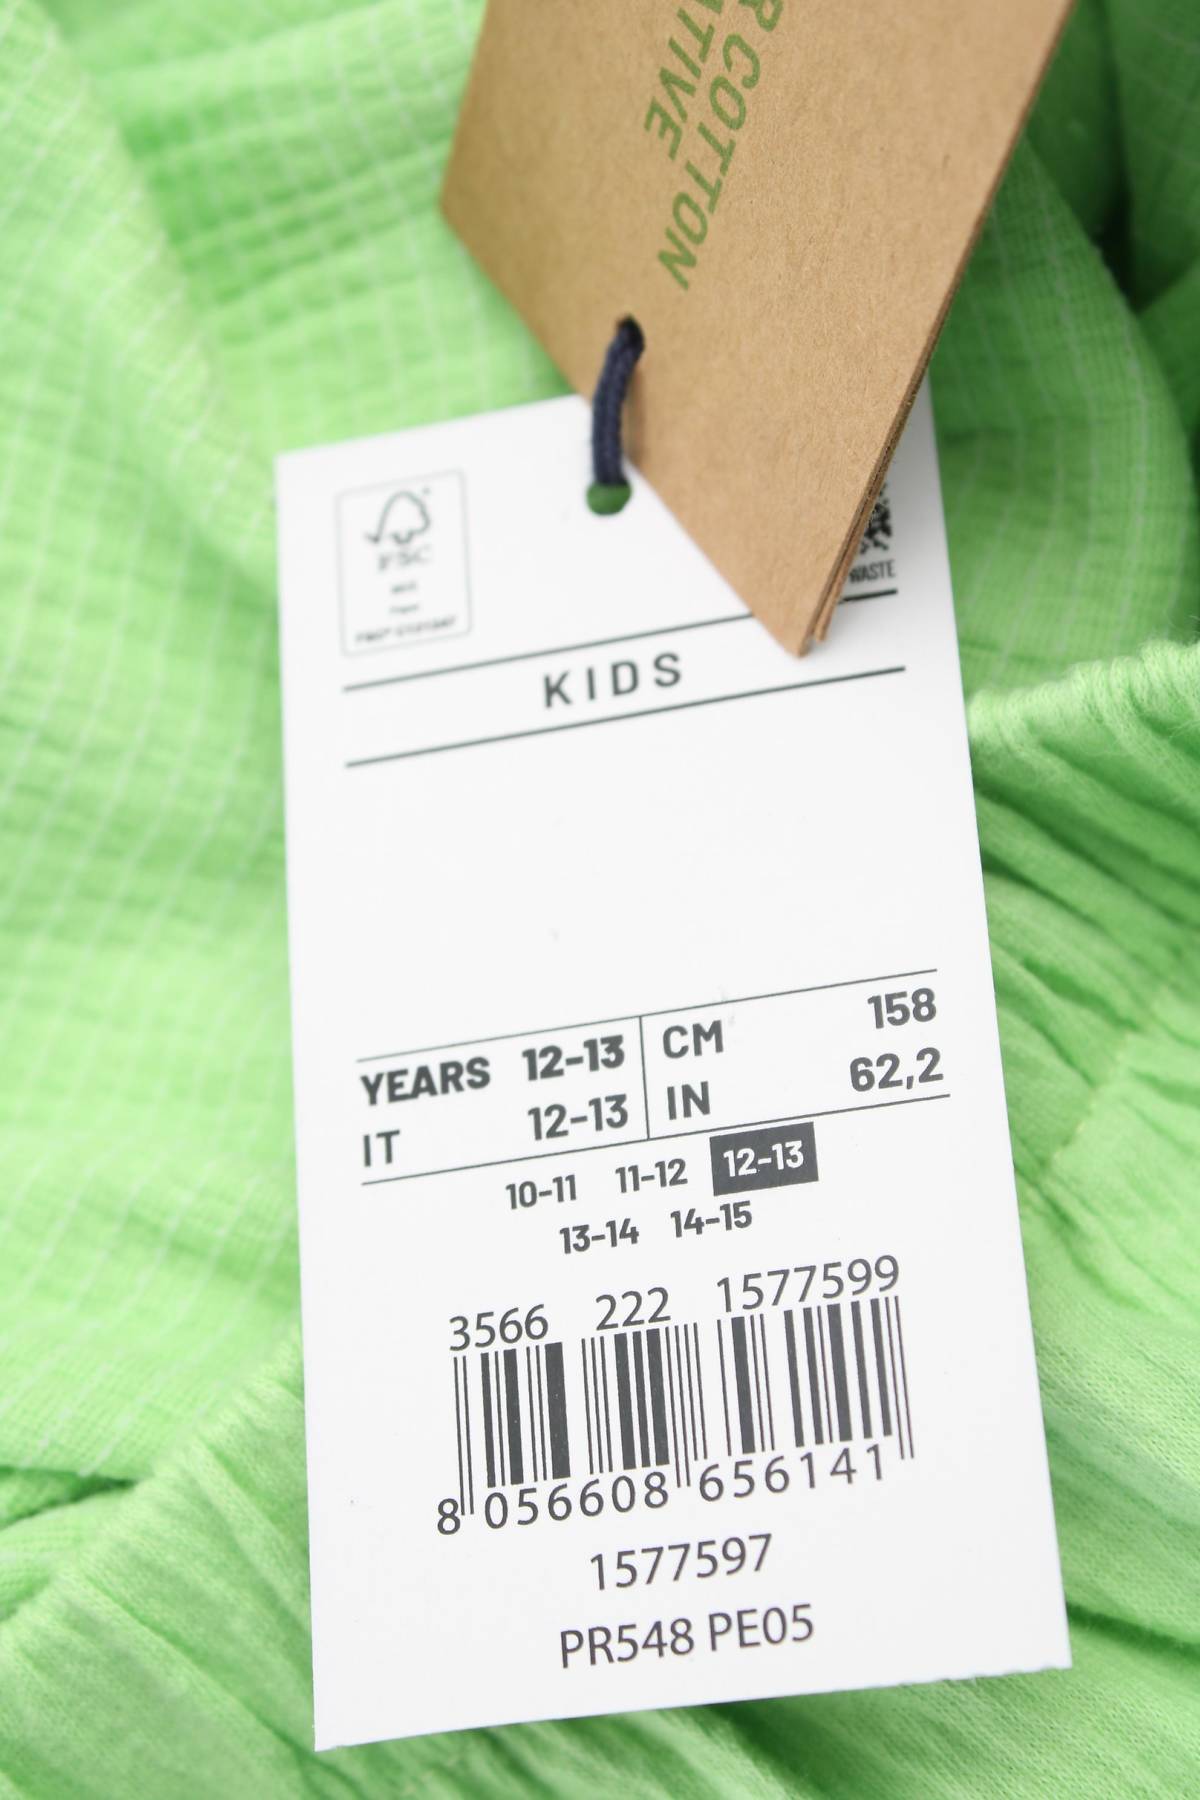 R COTTON
ATIVE
FSC
WASTE
KIDS
YEARS 12-13 CM 158
IT 12-13 IN 62,2
10-11 11-12 12-13
13-14 14-15
3566 222 1577599
8 056608 656141
1577597
PR548 PE05